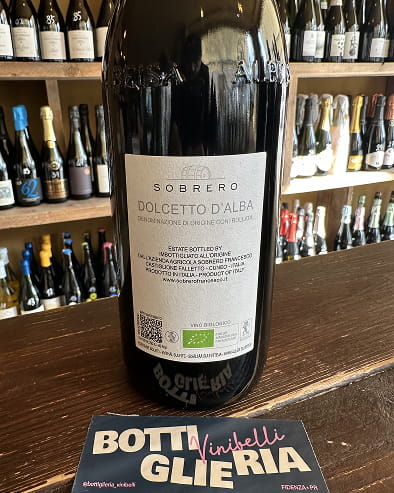 SOBRERO
DOLCETTO D'ALBA
DENOMINAZIONE DI ORIGINE CONTROLLATA
ESTATE BOTTLED BY
IMBOTTIGLIATO ALL'ORIGINE
DALL'AZIENDA AGRICOLA SOBRERO FRANCESCO
CASTIGLIONE FALLETTO - CUNEO - ITALIA
PRODOTTO IN ITALIA - PRODUCT OF ITALY
www.sobrerofrancesco.it
VINO BIOLOGICO
BOTTI
GLIERIA
Vinibelli
@bottiglieria_vinibelli
FIDENZA • PR